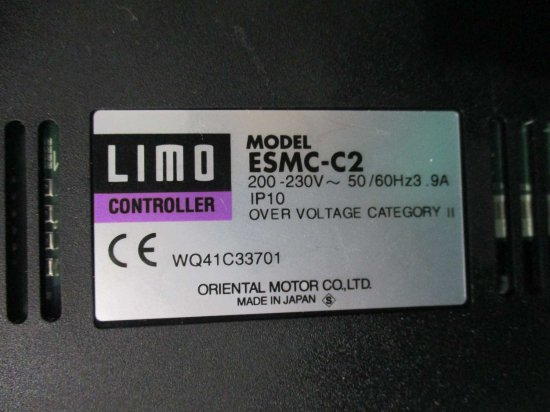 LIMO
CONTROLLER
MODEL
ESMC-C2
200-230V~ 50/60Hz3.9A
IP10
OVER VOLTAGE CATEGORY II
CE WQ41C33701
ORIENTAL MOTOR CO.,LTD.
MADE IN JAPAN S